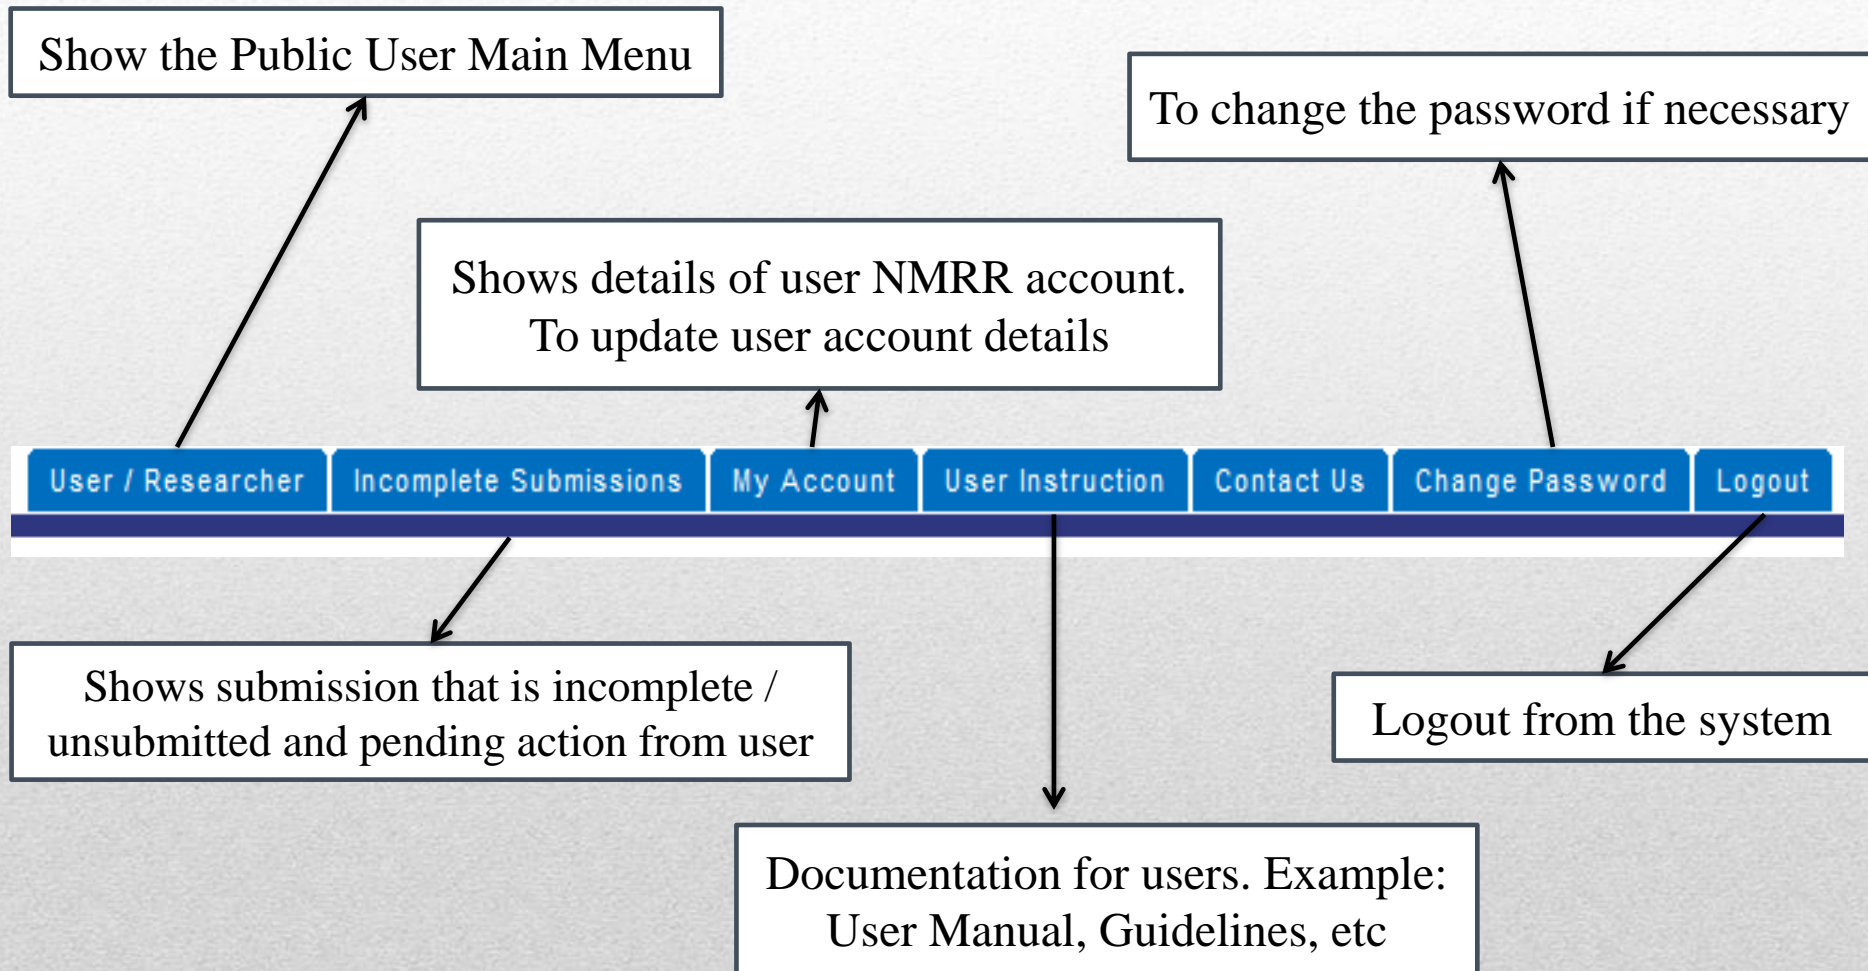 Show the Public User Main Menu
To change the password if necessary
Shows details of user NMRR account.
To update user account details
User / Researcher
Incomplete Submissions
My Account
User Instruction
Contact Us
Change Password
Logout
Shows submission that is incomplete /
unsubmitted and pending action from user
Logout from the system
Documentation for users. Example:
User Manual, Guidelines, etc